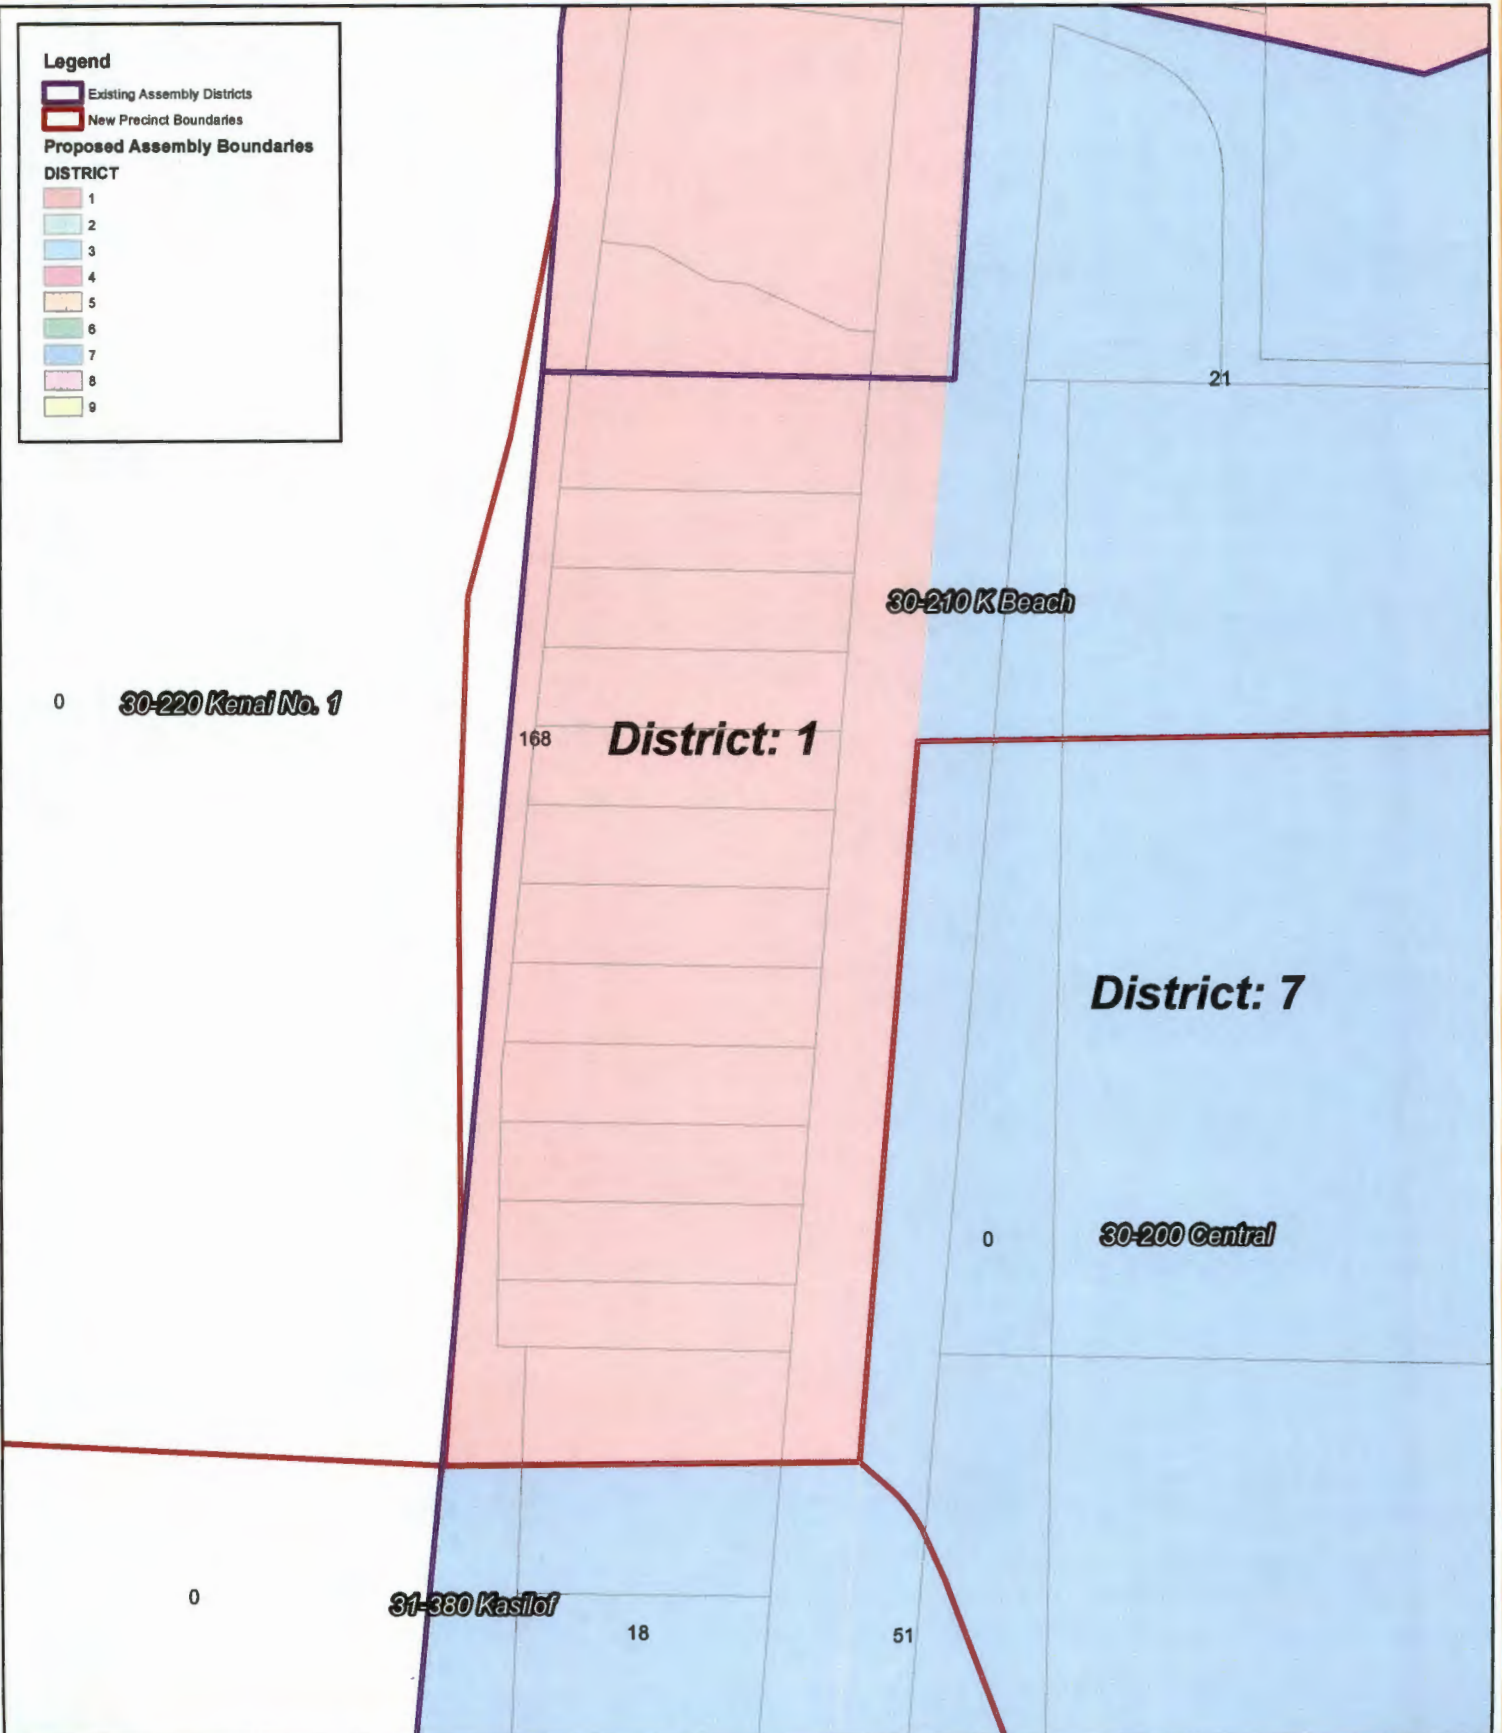 Legend
Existing Assembly Districts
New Precinct Boundaries
Proposed Assembly Boundaries
DISTRICT
1
2
3
4
5
6
7
8
9
21
30-210 K Beach
0
30-220 Kenai No. 1
168
District: 1
District: 7
0
30-200 Central
0
31-380 Kasilof
18
51